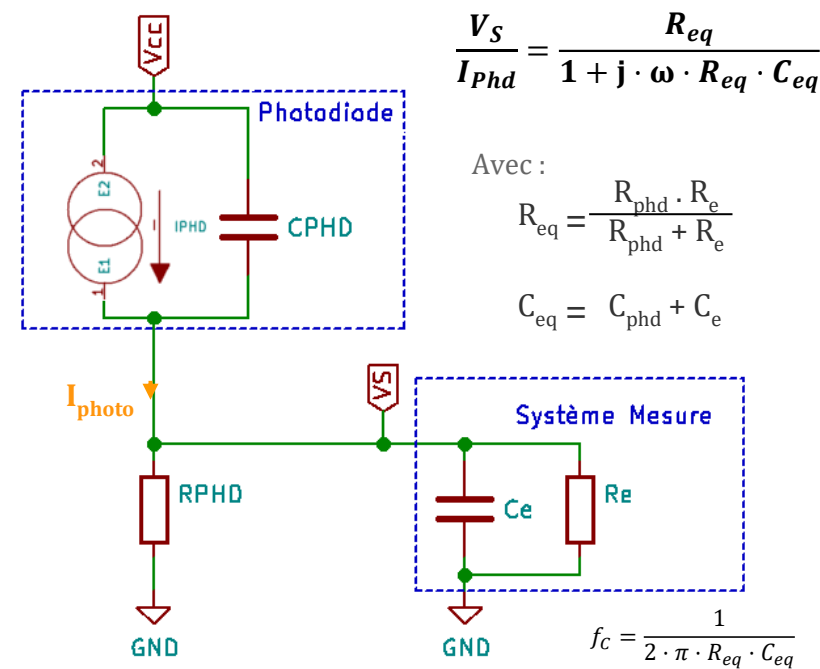 Vcc
V_S / I_Phd = R_eq / (1 + j · ω · R_eq · C_eq)
Photodiode
2
E2
I
IPHD
CPHD
E1
1
Avec :
R_eq = R_phd . R_e / (R_phd + R_e)
C_eq = C_phd + C_e
I_photo
VS
Système Mesure
RPHD
Ce
Re
GND
GND
f_C = 1 / (2 · π · R_eq · C_eq)